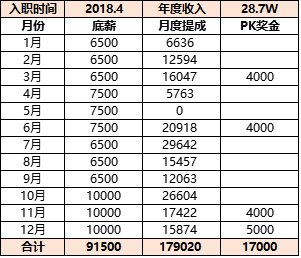 入职时间 2018.4 年度收入 28.7W
月份 底薪 月度提成 PK奖金
1月 6500 6636
2月 6500 12594
3月 6500 16047 4000
4月 7500 5763
5月 7500 0
6月 7500 20918 4000
7月 6500 29642
8月 6500 15457
9月 6500 12063
10月 10000 26604
11月 10000 17422 4000
12月 10000 15874 5000
合计 91500 179020 17000